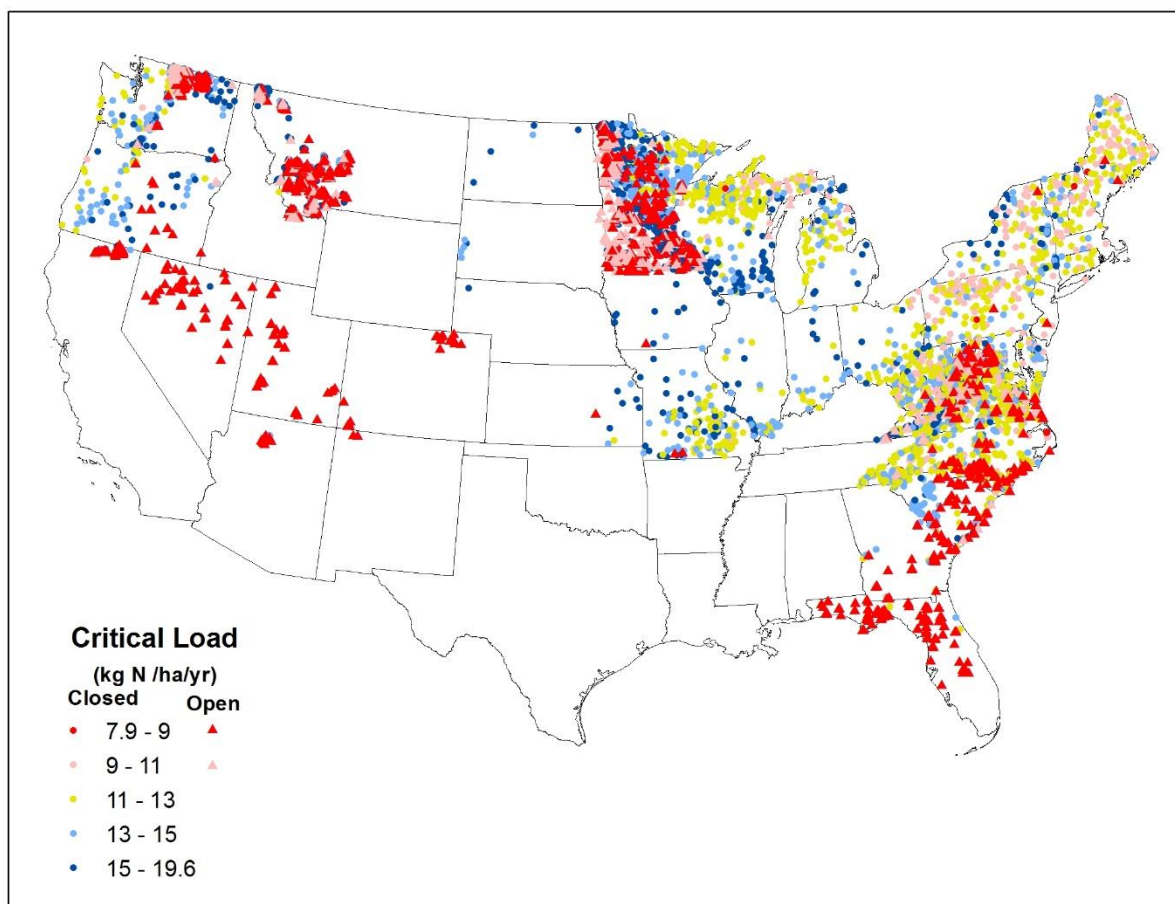 Critical Load
(kg N /ha/yr)
Closed Open
7.9 - 9
9 - 11
11 - 13
13 - 15
15 - 19.6